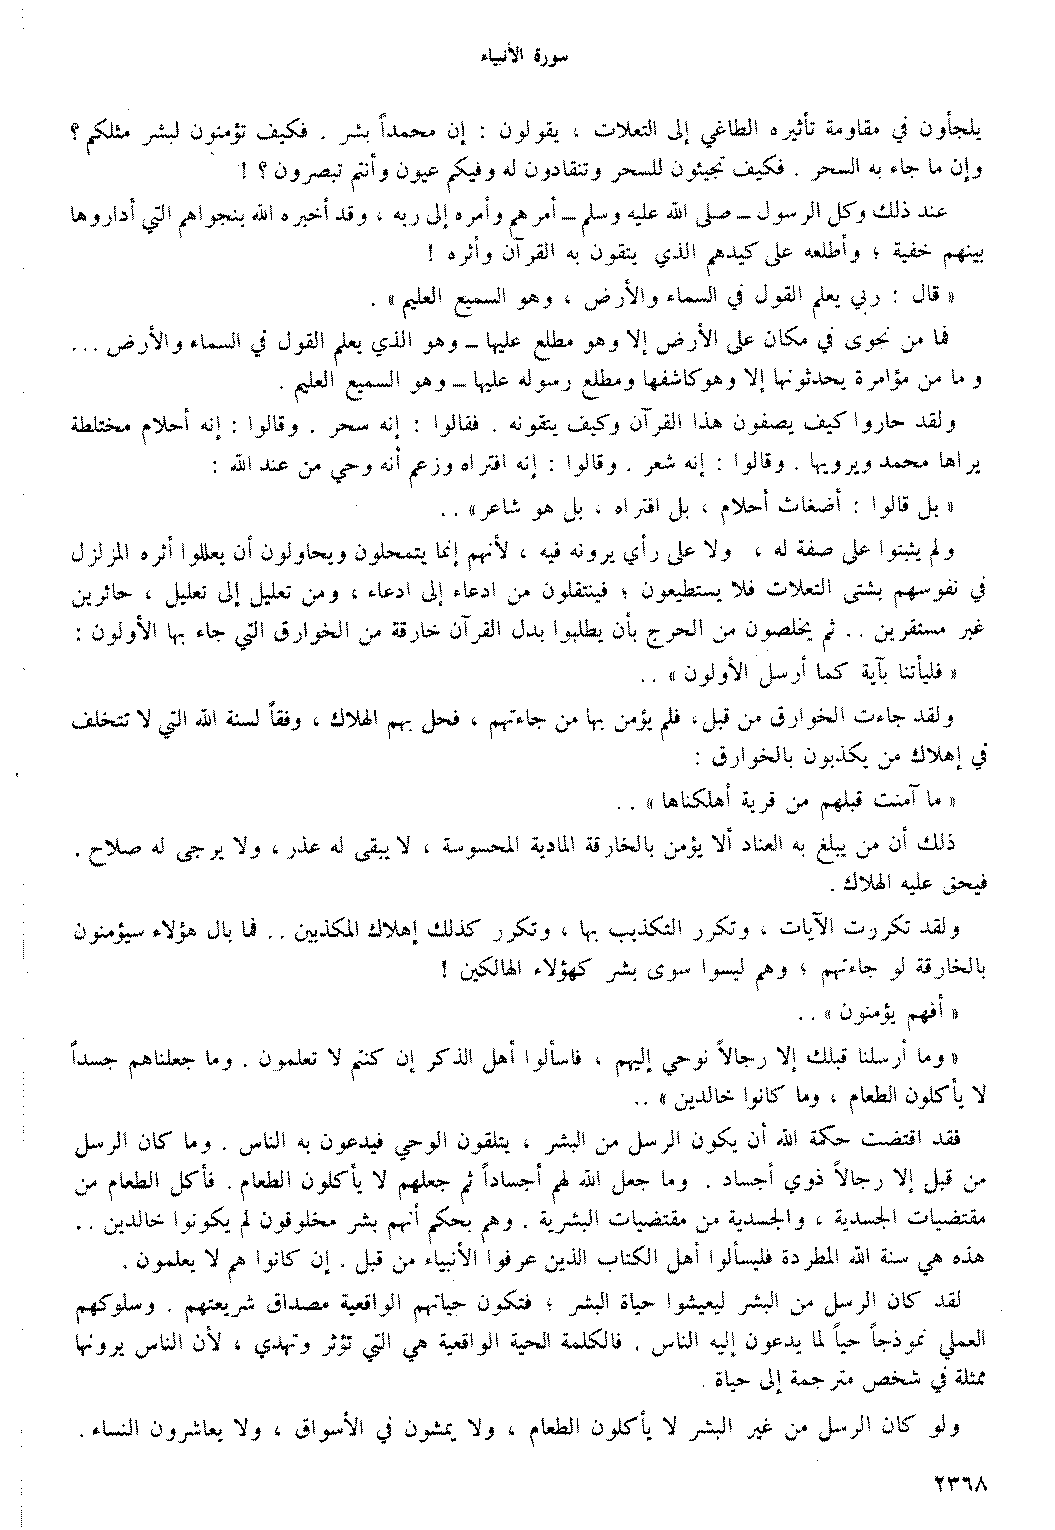 سورة الأنبياء
يلجأون في مقاومة تأثيره الطاغي إلى التعلات ، يقولون : إن محمداً بشر . فكيف تؤمنون لبشر مثلكم ؟
وإن ما جاء به السحر . فكيف تجيئون للسحر وتنقادون له وفيكم عيون وأنتم تبصرون ؟ !
عند ذلك وكل الرسول ــ صلى الله عليه وسلم ــ أمرهم وأمره إلى ربه ، وقد أخبره الله بنجواهم التي أداروها
بينهم خفية ؛ وأطلعه على كيدهم الذي يتقون به القرآن وأثره !
« قال : ربي يعلم القول في السماء والأرض ، وهو السميع العليم » .
فما من نجوى في مكان على الأرض إلا وهو مطلع عليها ــ وهو الذي يعلم القول في السماء والأرض ...
وما من مؤامرة يحدثونها إلا وهو كاشفها ومطلع رسوله عليها ــ وهو السميع العليم .
ولقد حاروا كيف يصفون هذا القرآن وكيف يتقونه . فقالوا : إنه سحر . وقالوا : إنه أحلام مختلطة
يراها محمد ويرويها . وقالوا : إنه شعر . وقالوا : إنه افتراه وزعم أنه وحي من عند الله :
« بل قالوا : أضغاث أحلام ، بل افتراه ، بل هو شاعر » ..
ولم يثبتوا على صفة له ، ولا على رأي يرونه فيه ، لأنهم إنما يتمحلون ويحاولون أن يعللوا أثره المزلزل
في نفوسهم بشتى التعلات فلا يستطيعون ؛ فينتقلون من ادعاء إلى ادعاء ، ومن تعليل إلى تعليل ، حائرين
غير مستقرين .. ثم يخلصون من الحرج بأن يطلبوا بدل القرآن خارقة من الخوارق التي جاء بها الأولون :
« فليأتنا بآية كما أرسل الأولون » ..
ولقد جاءت الخوارق من قبل، فلم يؤمن بها من جاءتهم ، فحل بهم الهلاك ، وفقاً لسنة الله التي لا تتخلف
في إهلاك من يكذبون بالخوارق :
« ما آمنت قبلهم من قرية أهلكناها » ..
ذلك أن من يبلغ به العناد ألا يؤمن بالخارقة المادية المحسوسة ، لا يبقى له عذر ، ولا يرجى له صلاح .
فيحق عليه الهلاك .
ولقد تكررت الآيات ، وتكرر التكذيب بها ، وتكرر كذلك إهلاك المكذبين .. فما بال هؤلاء سيؤمنون
بالخارقة لو جاءتهم ؛ وهم ليسوا سوى بشر كهؤلاء الهالكين !
« أفهم يؤمنون » ..
« وما أرسلنا قبلك إلا رجالاً نوحي إليهم ، فاسألوا أهل الذكر إن كنتم لا تعلمون . وما جعلناهم جسداً
لا يأكلون الطعام ، وما كانوا خالدين » ..
فقد اقتضت حكمة الله أن يكون الرسل من البشر ، يتلقون الوحي فيدعون به الناس . وما كان الرسل
من قبل إلا رجالاً ذوي أجساد . وما جعل الله لهم أجساداً ثم جعلهم لا يأكلون الطعام . فأكل الطعام من
مقتضيات الجسدية ، والجسدية من مقتضيات البشرية . وهم بحكم أنهم بشر مخلوقون لم يكونوا خالدين ..
هذه هي سنة الله المطردة فليسألوا أهل الكتاب الذين عرفوا الأنبياء من قبل . إن كانوا هم لا يعلمون .
لقد كان الرسل من البشر ليعيشوا حياة البشر ؛ فتكون حياتهم الواقعية مصداق شريعتهم . وسلوكهم
العملي نموذجاً حياً لما يدعون إليه الناس . فالكلمة الحية الواقعية هي التي تؤثر وتهدي ، لأن الناس يرونها
ممثلة في شخص مترجمة إلى حياة .
ولو كان الرسل من غير البشر لا يأكلون الطعام ، ولا يمشون في الأسواق ، ولا يعاشرون النساء .
٢٣٦٨